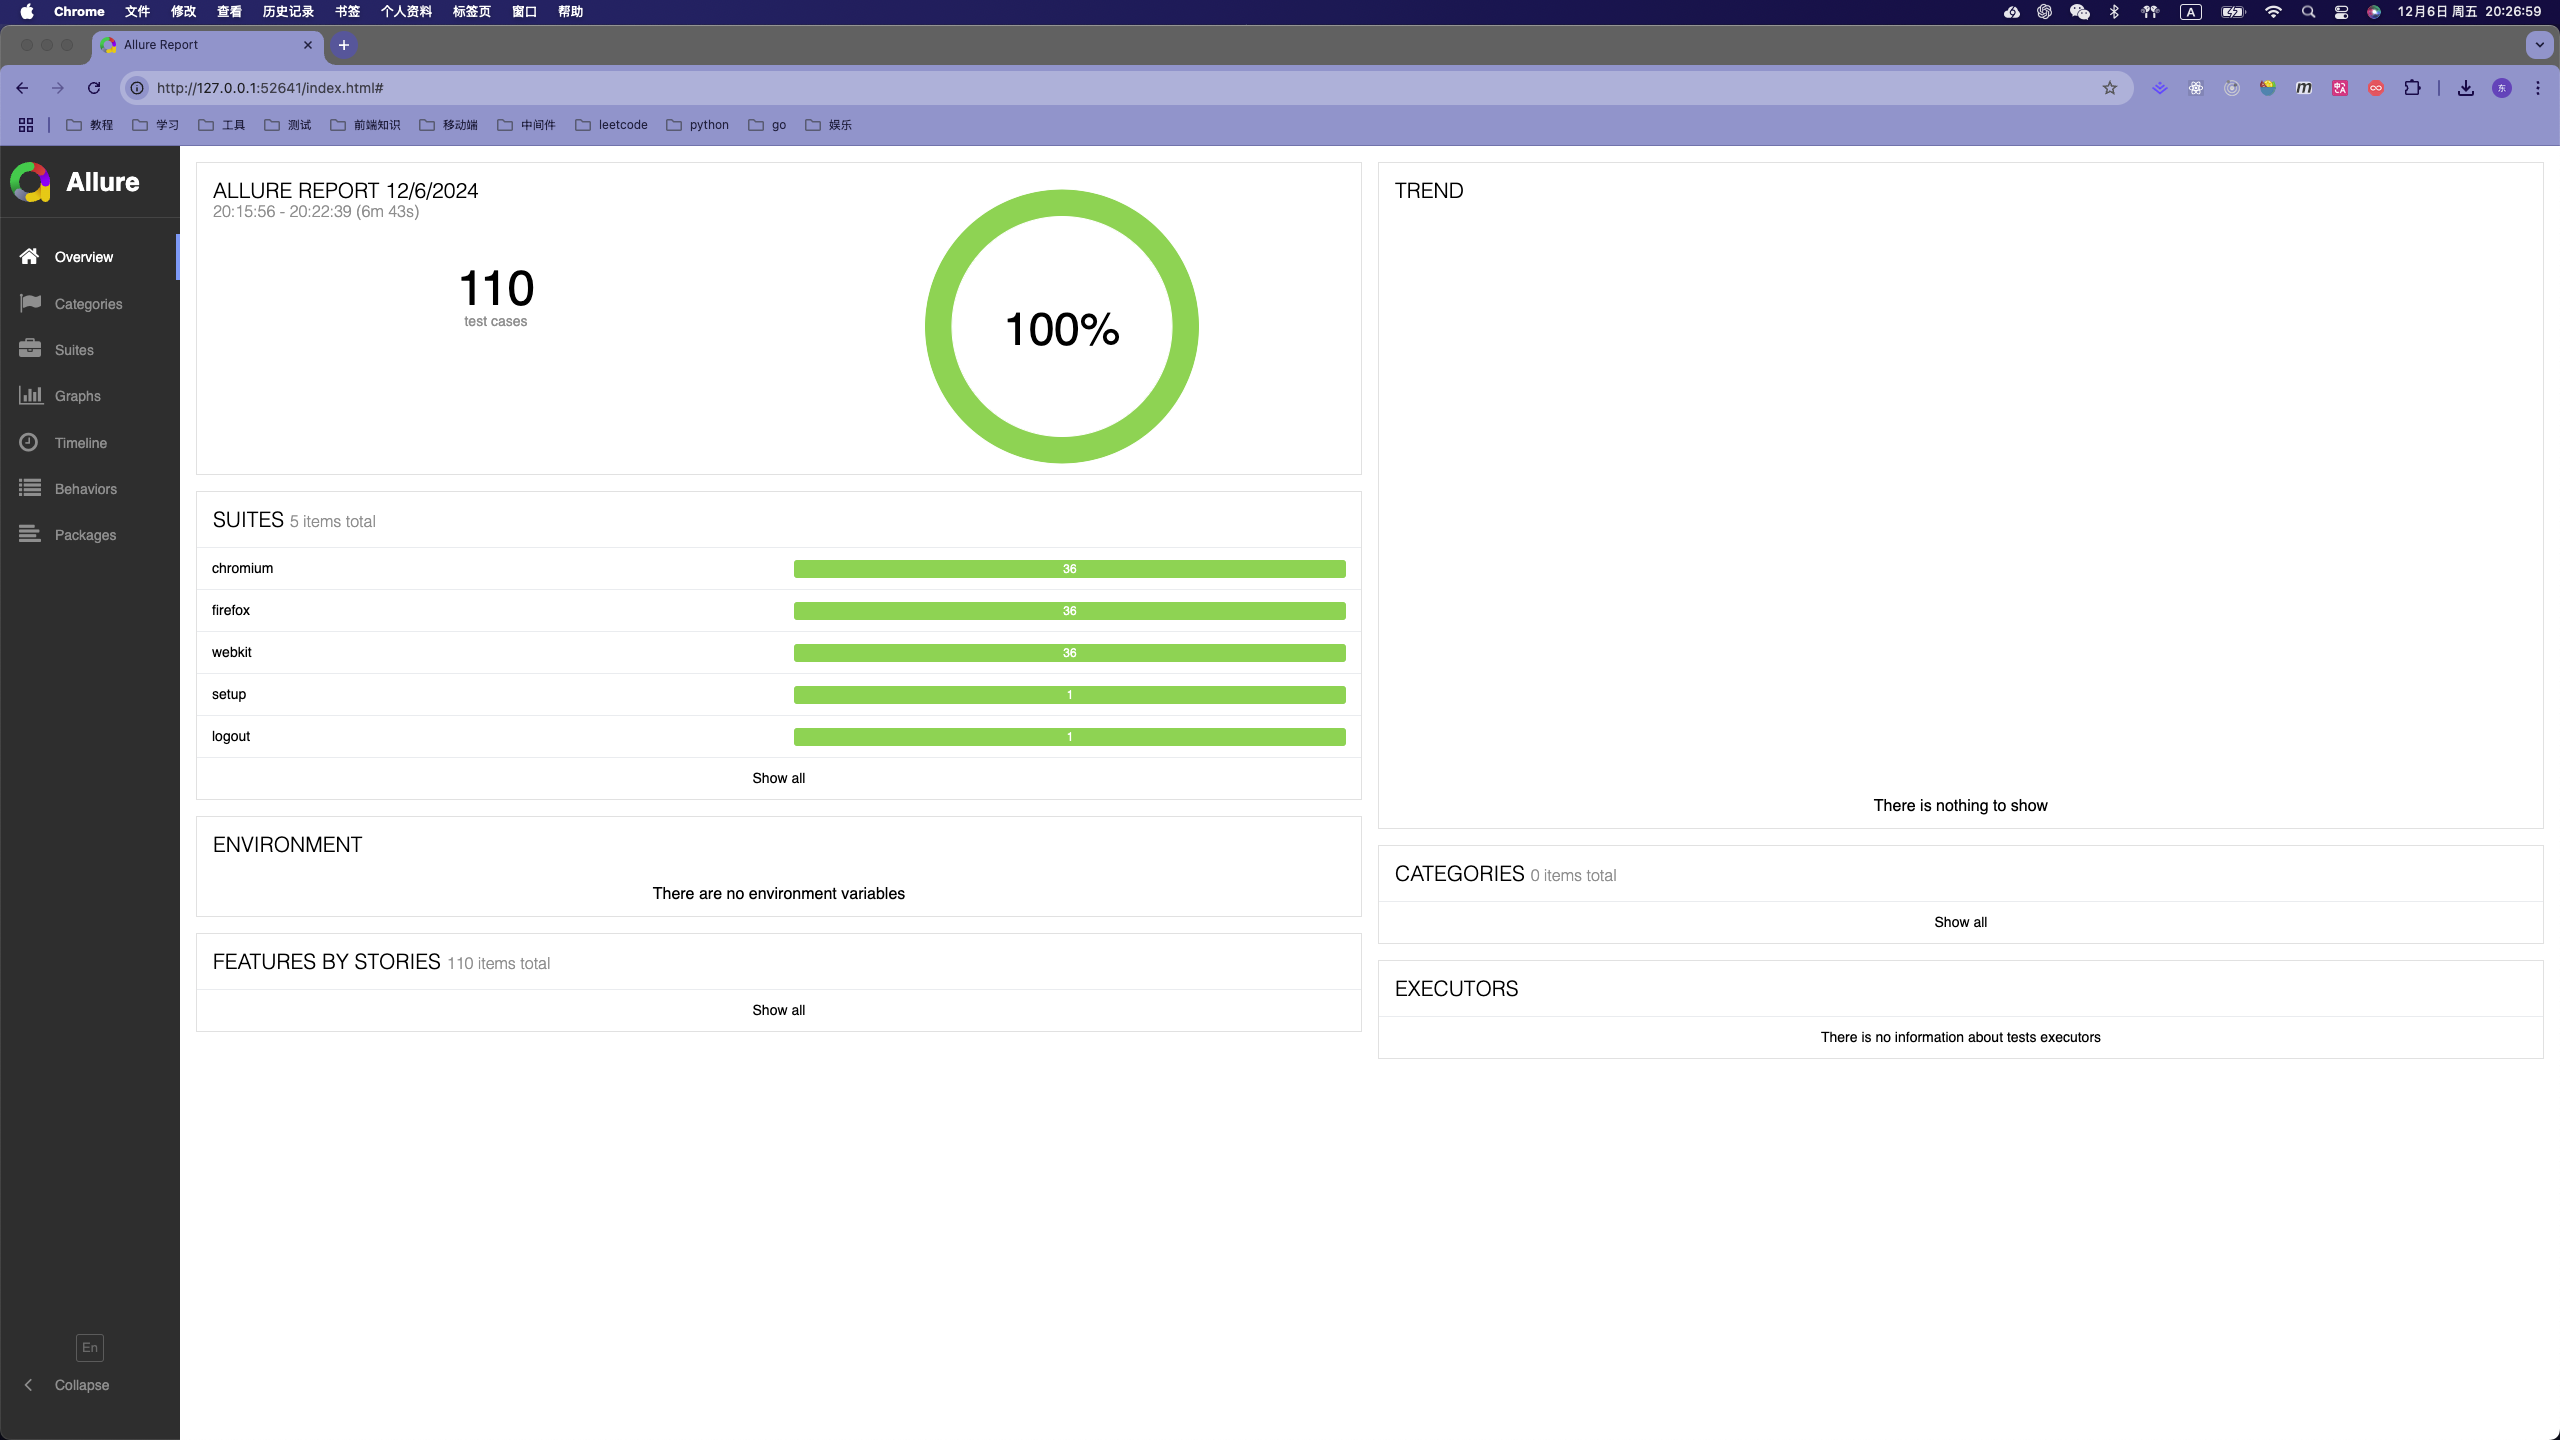 Chrome 文件 修改 查看 历史记录 书签 个人资料 标签页 窗口 帮助 A 12月6日 周五 20:26:59
Allure Report
http://127.0.0.1:52641/index.html# m 东
教程 学习 工具 测试 前端知识 移动端 中间件 leetcode python go 娱乐
Allure
Overview
Categories
Suites
Graphs
Timeline
Behaviors
Packages
En
Collapse
ALLURE REPORT 12/6/2024
20:15:56 - 20:22:39 (6m 43s)
110
test cases
100%
SUITES 5 items total
chromium 36
firefox 36
webkit 36
setup 1
logout 1
Show all
ENVIRONMENT
There are no environment variables
FEATURES BY STORIES 110 items total
Show all
TREND
There is nothing to show
CATEGORIES 0 items total
Show all
EXECUTORS
There is no information about tests executors